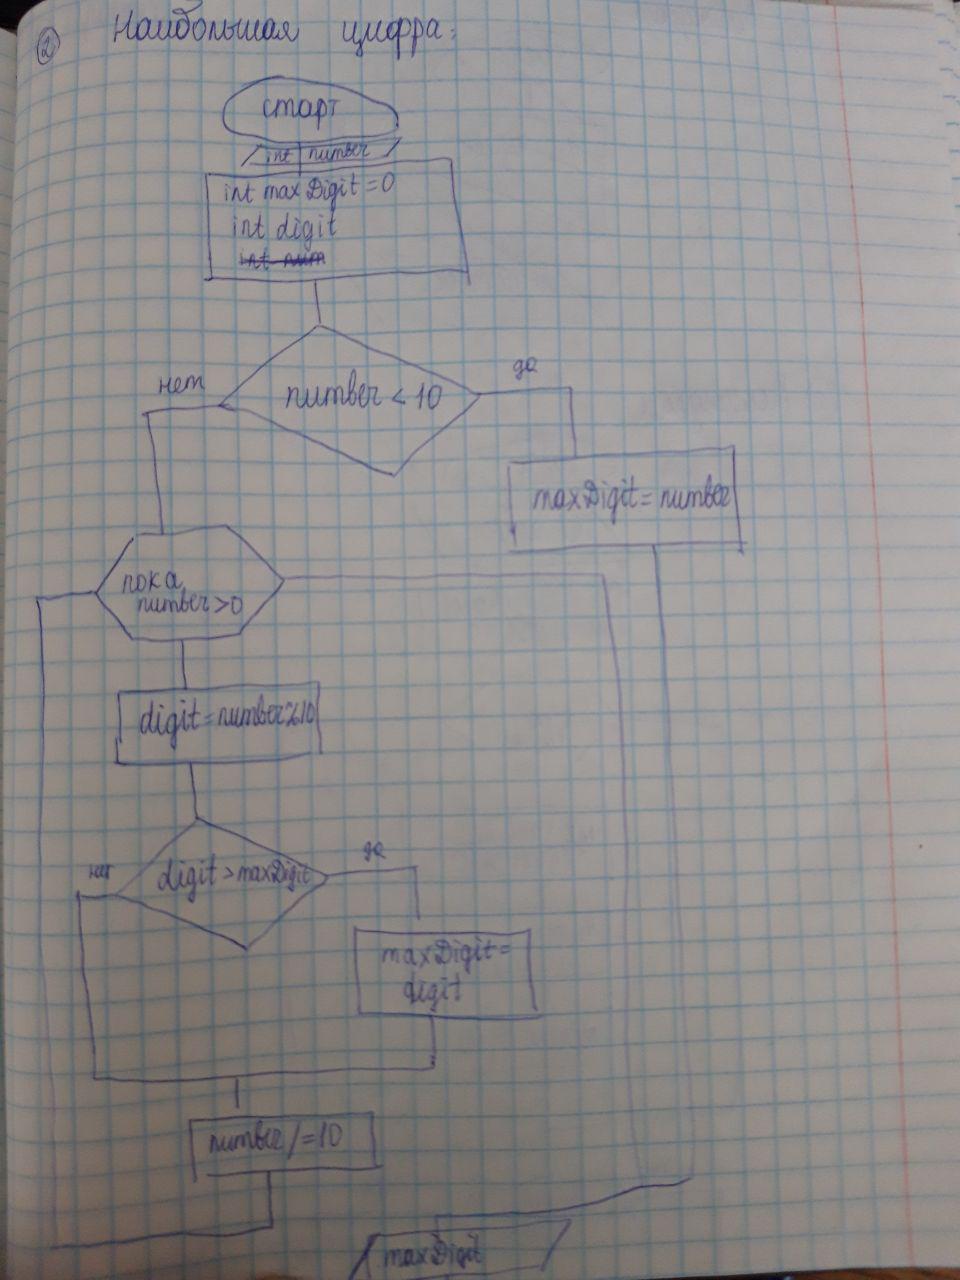 2 Наибольшая цифра:
старт
int number
int maxDigit = 0
int digit
int num
number < 10
нет
да
maxDigit = number
пока
number > 0
digit = number % 10
digit > maxDigit
нет
да
maxDigit =
digit
number /= 10
maxDigit